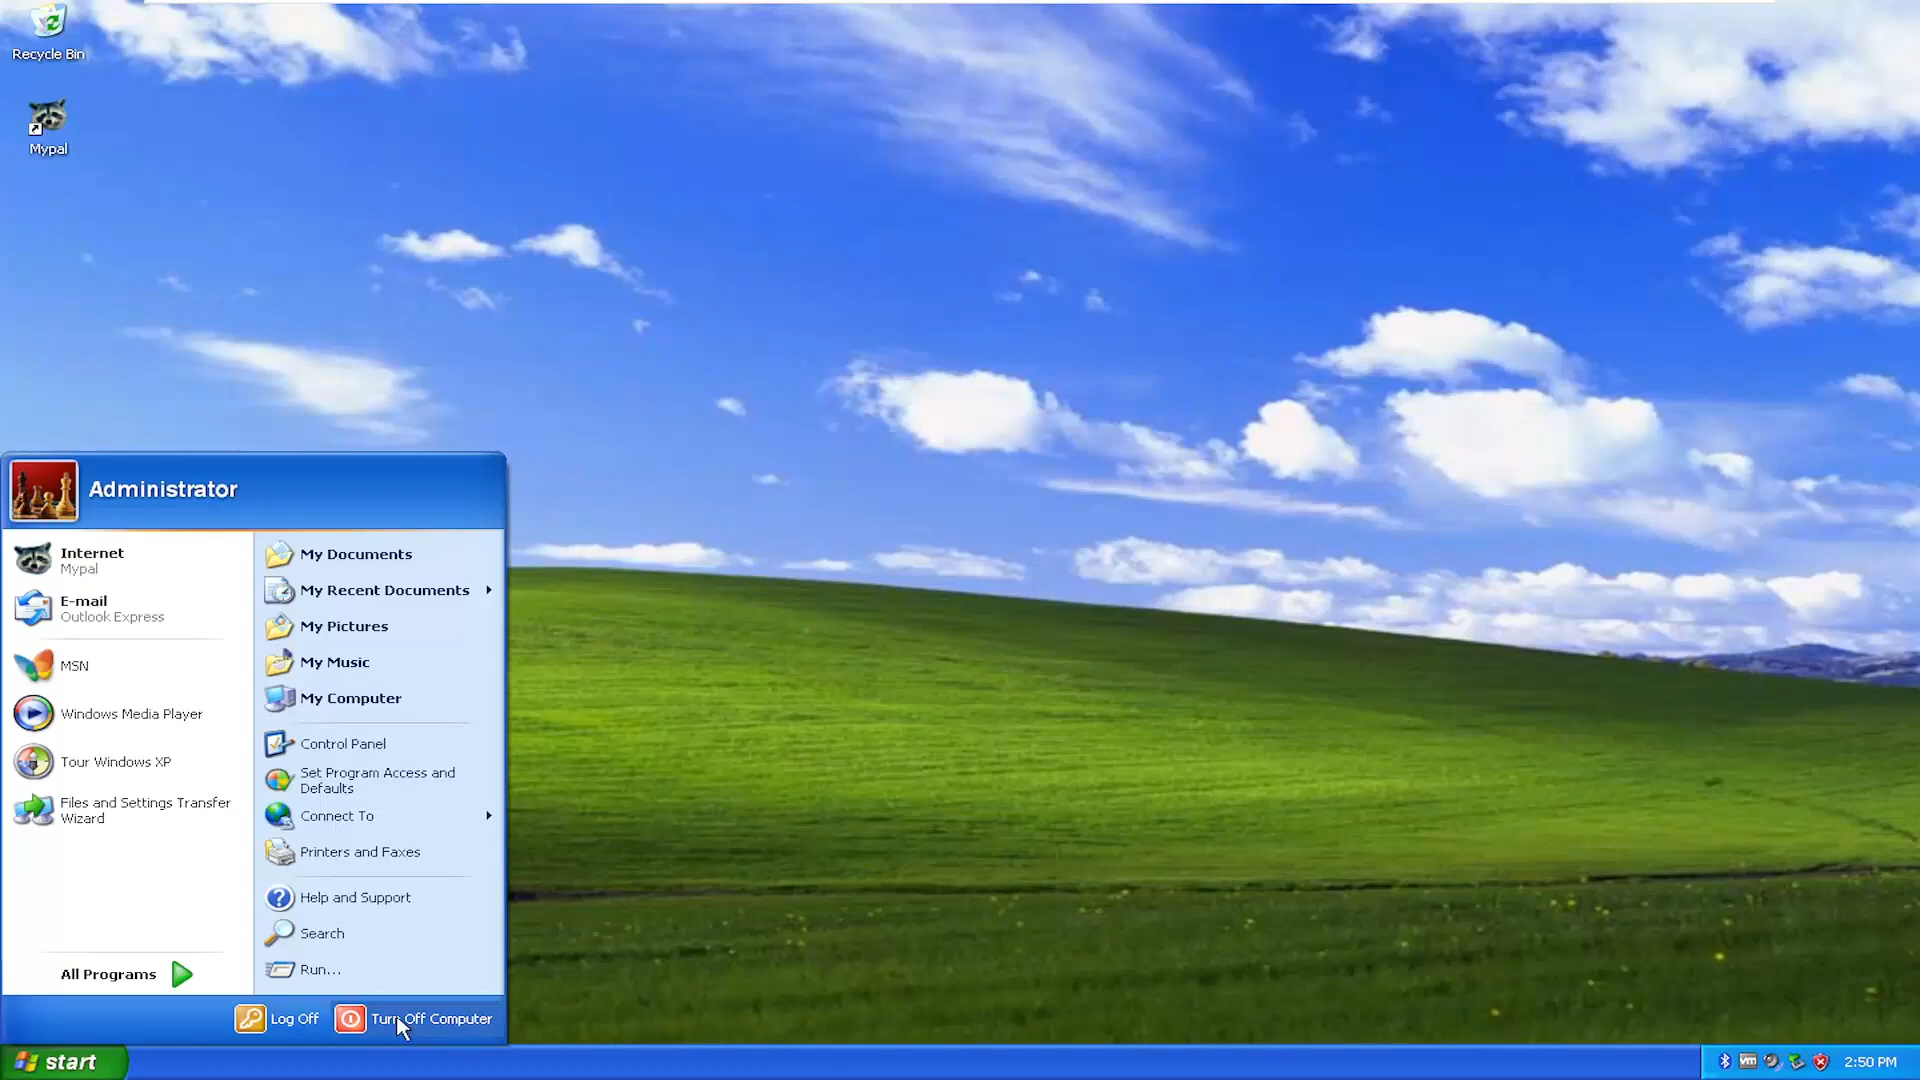 Recycle Bin
Mypal
Administrator
Internet
Mypal
E-mail
Outlook Express
MSN
Windows Media Player
Tour Windows XP
Files and Settings Transfer
Wizard
All Programs
My Documents
My Recent Documents
My Pictures
My Music
My Computer
Control Panel
Set Program Access and
Defaults
Connect To
Printers and Faxes
Help and Support
Search
Run...
Log Off
Turn Off Computer
start
vm
2:50 PM